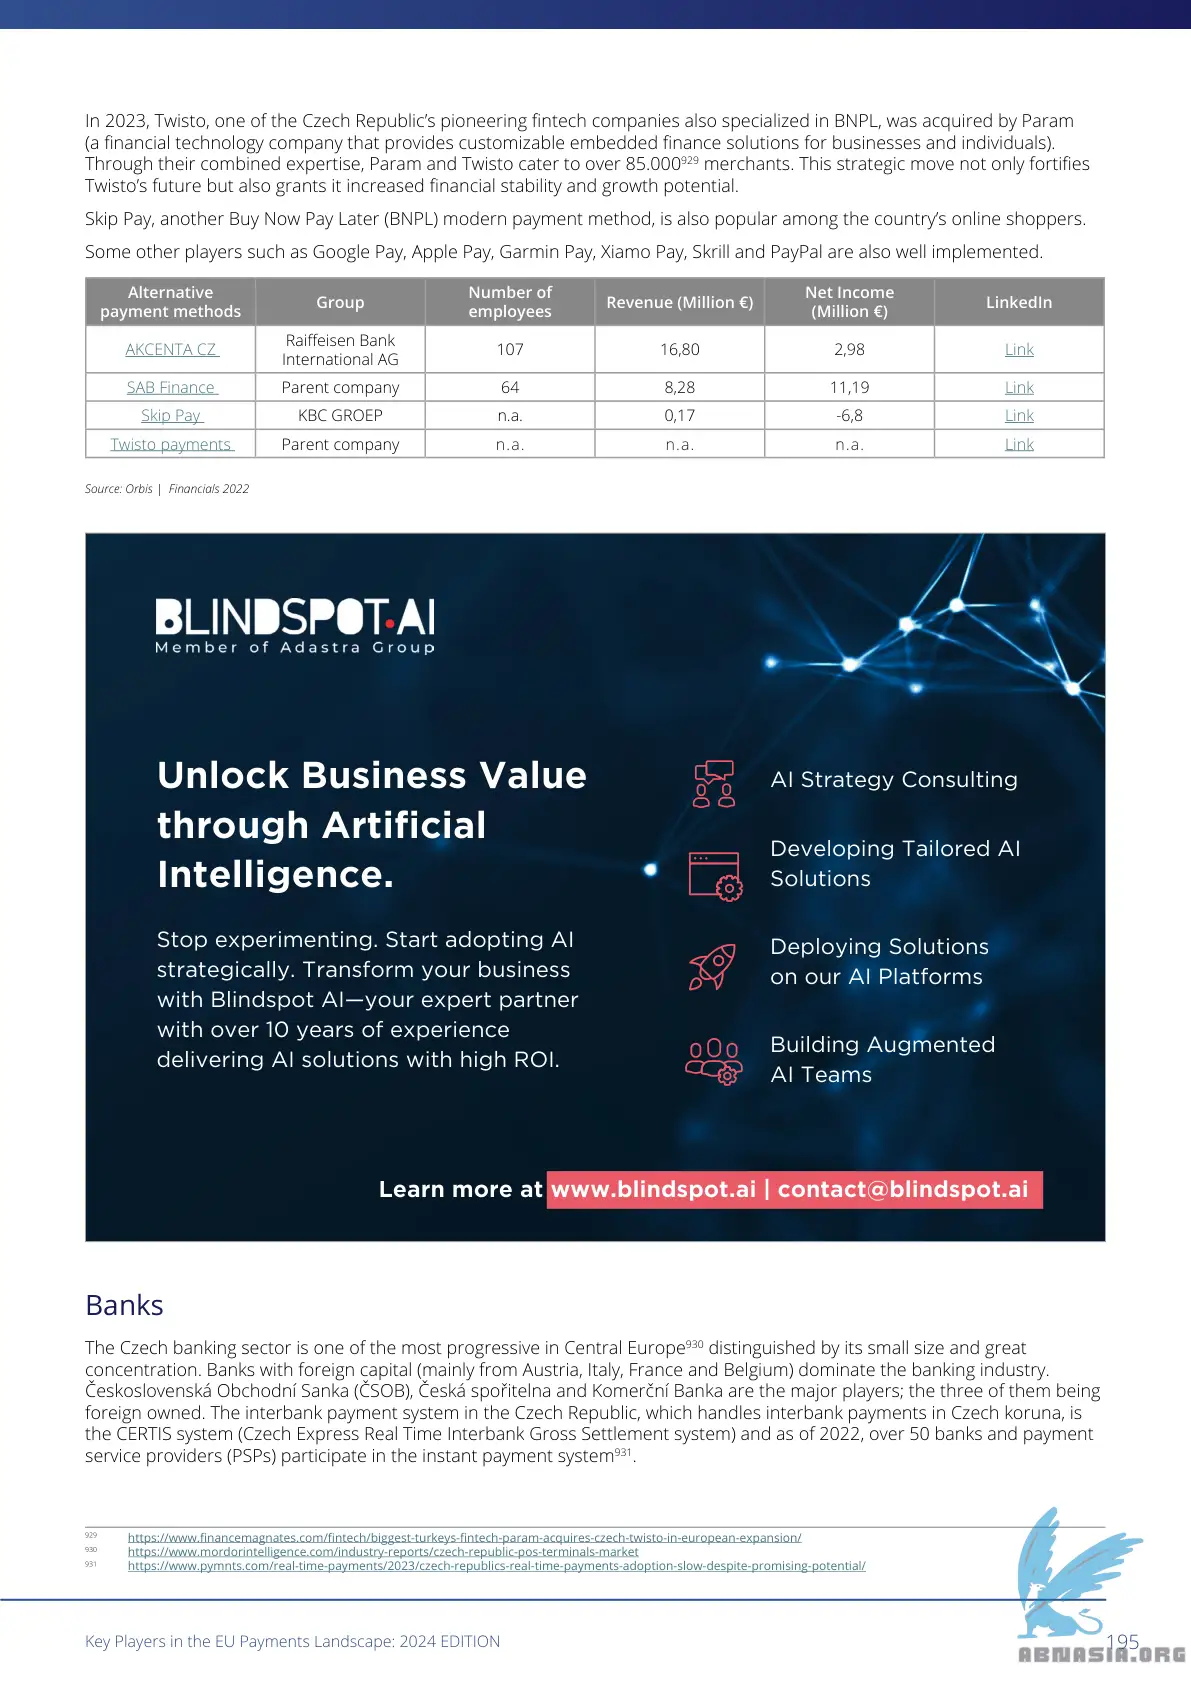 In 2023, Twisto, one of the Czech Republic’s pioneering fintech companies also specialized in BNPL, was acquired by Param
(a financial technology company that provides customizable embedded finance solutions for businesses and individuals).
Through their combined expertise, Param and Twisto cater to over 85.000929 merchants. This strategic move not only fortifies
Twisto’s future but also grants it increased financial stability and growth potential.
Skip Pay, another Buy Now Pay Later (BNPL) modern payment method, is also popular among the country’s online shoppers.
Some other players such as Google Pay, Apple Pay, Garmin Pay, Xiamo Pay, Skrill and PayPal are also well implemented.
Alternative payment methods Group Number of employees Revenue (Million €) Net Income (Million €) LinkedIn
AKCENTA CZ Raiffeisen Bank International AG 107 16,80 2,98 Link
SAB Finance Parent company 64 8,28 11,19 Link
Skip Pay KBC GROEP n.a. 0,17 -6,8 Link
Twisto payments Parent company n.a. n.a. n.a. Link
Source: Orbis | Financials 2022
BLINDSPOT.AI
Member of Adastra Group
Unlock Business Value
through Artificial
Intelligence.
Stop experimenting. Start adopting AI
strategically. Transform your business
with Blindspot AI—your expert partner
with over 10 years of experience
delivering AI solutions with high ROI.
AI Strategy Consulting
Developing Tailored AI
Solutions
Deploying Solutions
on our AI Platforms
Building Augmented
AI Teams
Learn more at www.blindspot.ai | contact@blindspot.ai
Banks
The Czech banking sector is one of the most progressive in Central Europe930 distinguished by its small size and great
concentration. Banks with foreign capital (mainly from Austria, Italy, France and Belgium) dominate the banking industry.
Československá Obchodní Sanka (ČSOB), Česká spořitelna and Komerční Banka are the major players; the three of them being
foreign owned. The interbank payment system in the Czech Republic, which handles interbank payments in Czech koruna, is
the CERTIS system (Czech Express Real Time Interbank Gross Settlement system) and as of 2022, over 50 banks and payment
service providers (PSPs) participate in the instant payment system931.
929 https://www.financemagnates.com/fintech/biggest-turkeys-fintech-param-acquires-czech-twisto-in-european-expansion/
930 https://www.mordorintelligence.com/industry-reports/czech-republic-pos-terminals-market
931 https://www.pymnts.com/real-time-payments/2023/czech-republics-real-time-payments-adoption-slow-despite-promising-potential/
Key Players in the EU Payments Landscape: 2024 EDITION
195
ABNASIA.ORG